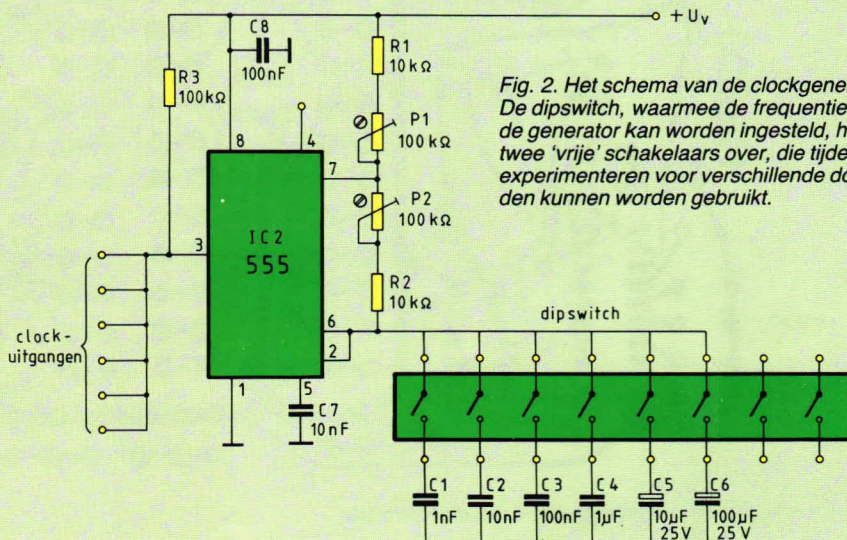 +Uv
C8
100nF
R1
10kΩ
R3
100kΩ
P1
100kΩ
8
4
7
P2
100kΩ
3
IC2
555
R2
10kΩ
6
2
1
5
C7
10nF
clock-
uitgangen
dipswitch
C1
1nF
C2
10nF
C3
100nF
C4
1µF
C5
10µF
25V
C6
100µF
25V
Fig. 2. Het schema van de clockgene
De dipswitch, waarmee de frequentie
de generator kan worden ingesteld, h
twee 'vrije' schakelaars over, die tijde
experimenteren voor verschillende do
den kunnen worden gebruikt.